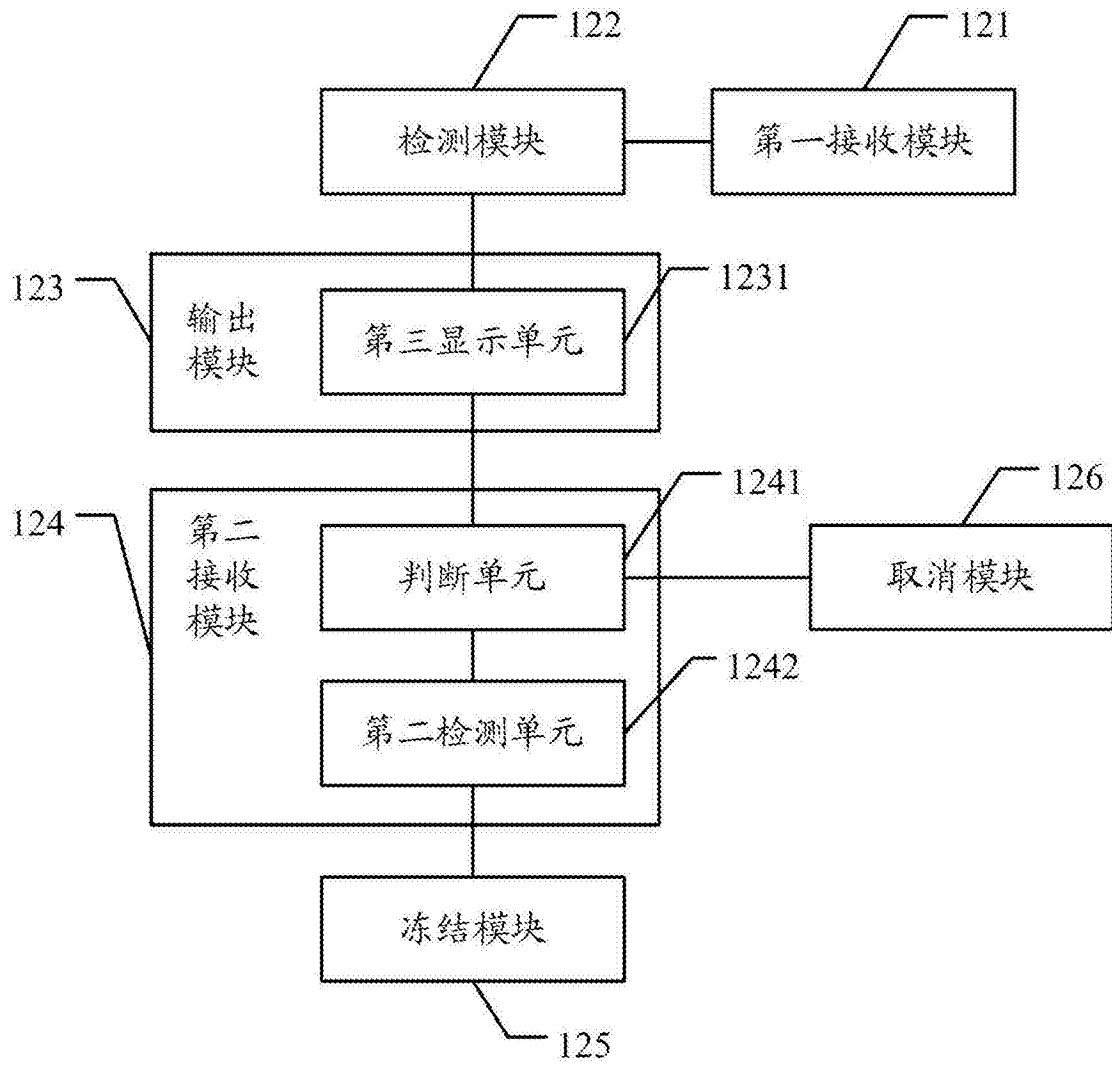 122
121
检测模块
第一接收模块
123
1231
输出
模块
第三显示单元
124
1241
126
第二
接收
模块
判断单元
取消模块
1242
第二检测单元
冻结模块
125